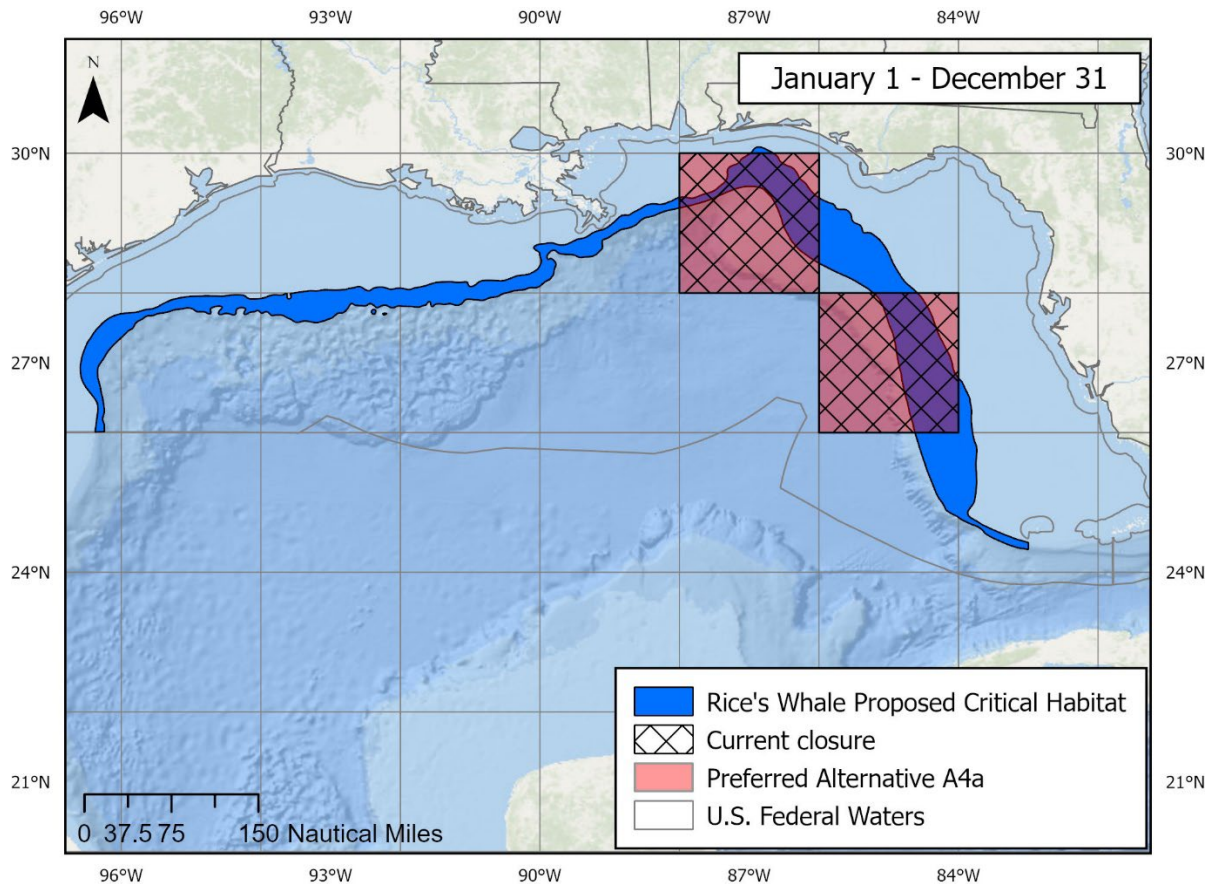 96°W 93°W 90°W 87°W 84°W
N
January 1 - December 31
30°N 30°N
27°N 27°N
24°N 24°N
21°N 21°N
Rice's Whale Proposed Critical Habitat
Current closure
Preferred Alternative A4a
U.S. Federal Waters
0 37.5 75 150 Nautical Miles
96°W 93°W 90°W 87°W 84°W